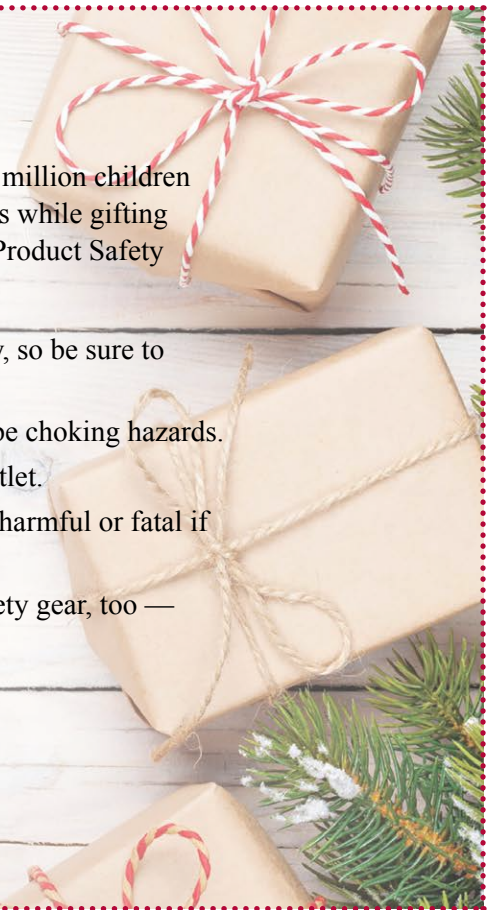 million children
s while gifting
Product Safety
, so be sure to
be choking hazards.
tlet.
harmful or fatal if
ety gear, too —